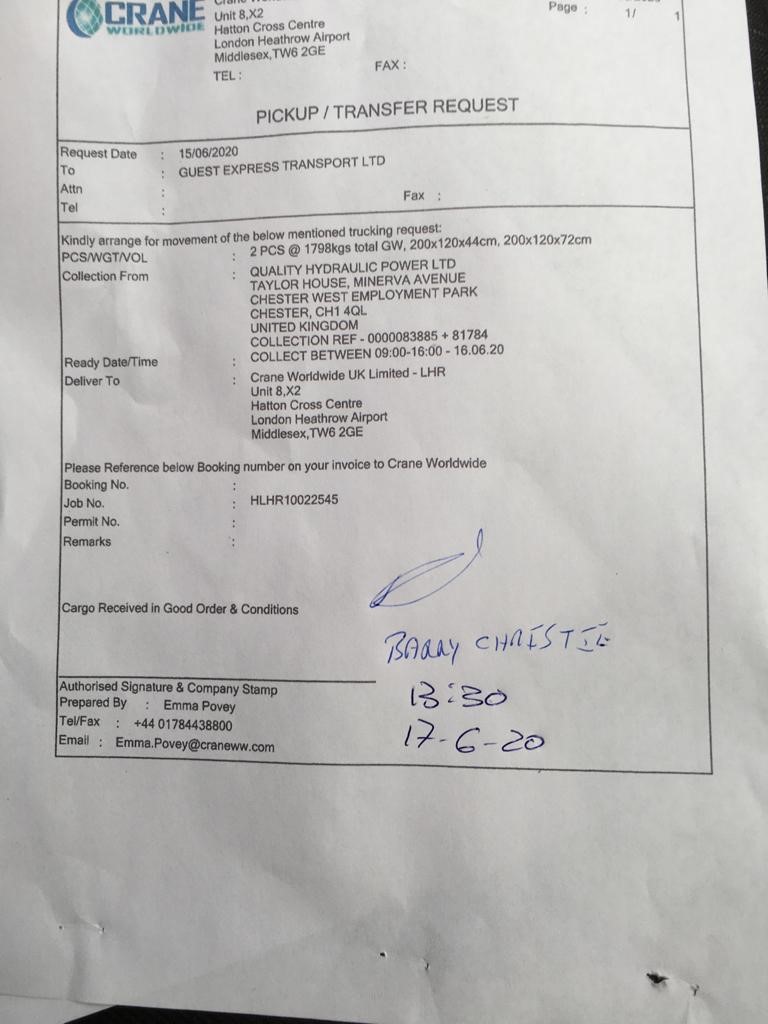 CRANE
WORLDWIDE
Unit 8,X2
Hatton Cross Centre
London Heathrow Airport
Middlesex,TW6 2GE
TEL : FAX :
Page : 1/ 1
PICKUP / TRANSFER REQUEST
Request Date : 15/06/2020
To : GUEST EXPRESS TRANSPORT LTD
Attn :
Fax :
Tel :
Kindly arrange for movement of the below mentioned trucking request:
PCS/WGT/VOL : 2 PCS @ 1798kgs total GW, 200x120x44cm, 200x120x72cm
Collection From : QUALITY HYDRAULIC POWER LTD
TAYLOR HOUSE, MINERVA AVENUE
CHESTER WEST EMPLOYMENT PARK
CHESTER, CH1 4QL
UNITED KINGDOM
COLLECTION REF - 0000083885 + 81784
Ready Date/Time : COLLECT BETWEEN 09:00-16:00 - 16.06.20
Deliver To : Crane Worldwide UK Limited - LHR
Unit 8,X2
Hatton Cross Centre
London Heathrow Airport
Middlesex,TW6 2GE
Please Reference below Booking number on your invoice to Crane Worldwide
Booking No. :
Job No. : HLHR10022545
Permit No. :
Remarks :
Cargo Received in Good Order & Conditions
BARRY CHRISTIE
13:30
17-6-20
Authorised Signature & Company Stamp
Prepared By : Emma Povey
Tel/Fax : +44 01784438800
Email : Emma.Povey@craneww.com